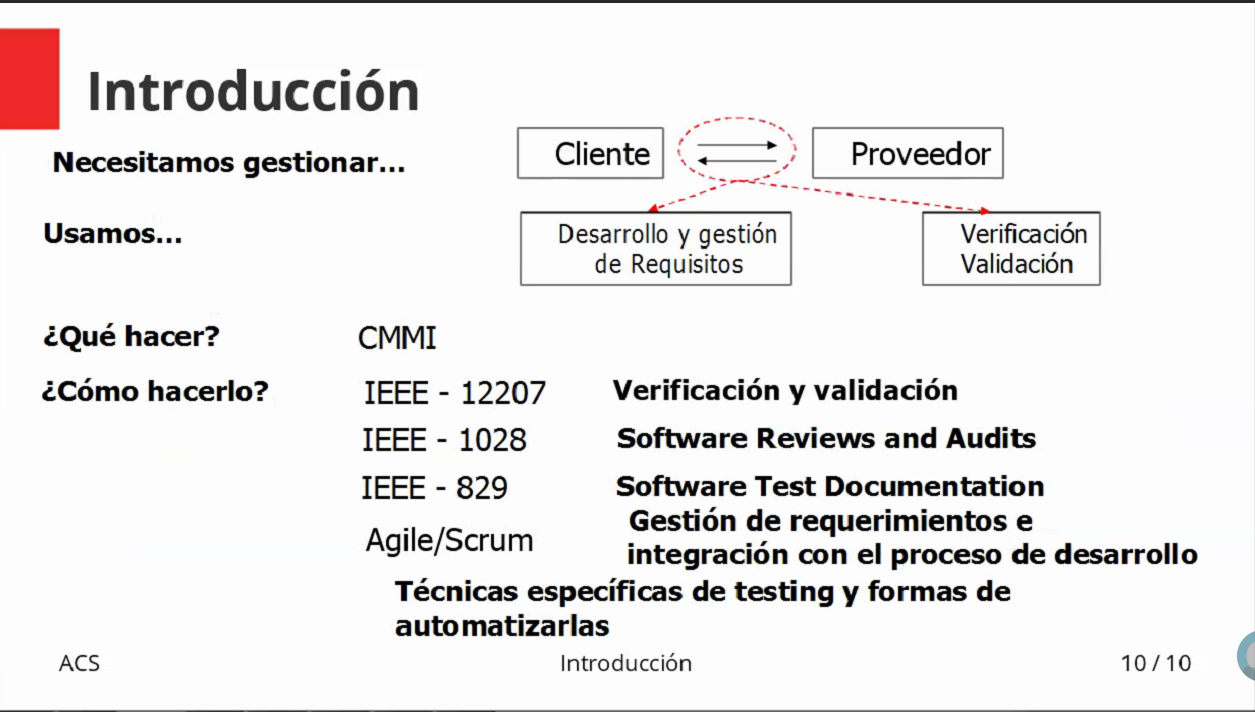 Introducción
Necesitamos gestionar...
Cliente
Proveedor
Usamos...
Desarrollo y gestión
de Requisitos
Verificación
Validación
¿Qué hacer?
CMMI
¿Cómo hacerlo?
IEEE - 12207
Verificación y validación
IEEE - 1028
Software Reviews and Audits
IEEE - 829
Software Test Documentation
Agile/Scrum
Gestión de requerimientos e
integración con el proceso de desarrollo
Técnicas específicas de testing y formas de
automatizarlas
ACS
Introducción
10 / 10